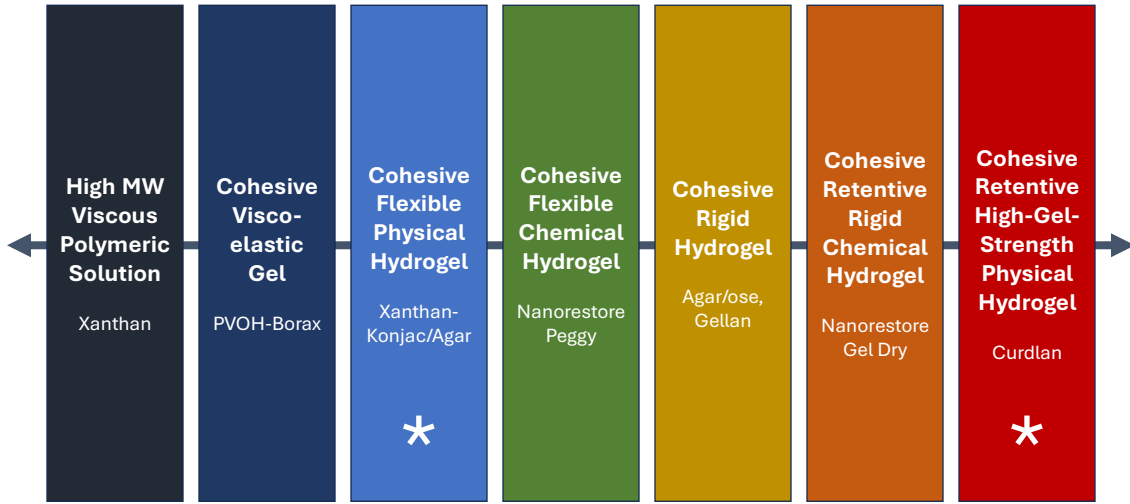 High MW
Viscous
Polymeric
Solution
Xanthan
Cohesive
Visco-
elastic
Gel
PVOH-Borax
Cohesive
Flexible
Physical
Hydrogel
Xanthan-
Konjac/Agar
*
Cohesive
Flexible
Chemical
Hydrogel
Nanorestore
Peggy
Cohesive
Rigid
Hydrogel
Agar/ose,
Gellan
Cohesive
Retentive
Rigid
Chemical
Hydrogel
Nanorestore
Gel Dry
Cohesive
Retentive
High-Gel-
Strength
Physical
Hydrogel
Curdlan
*